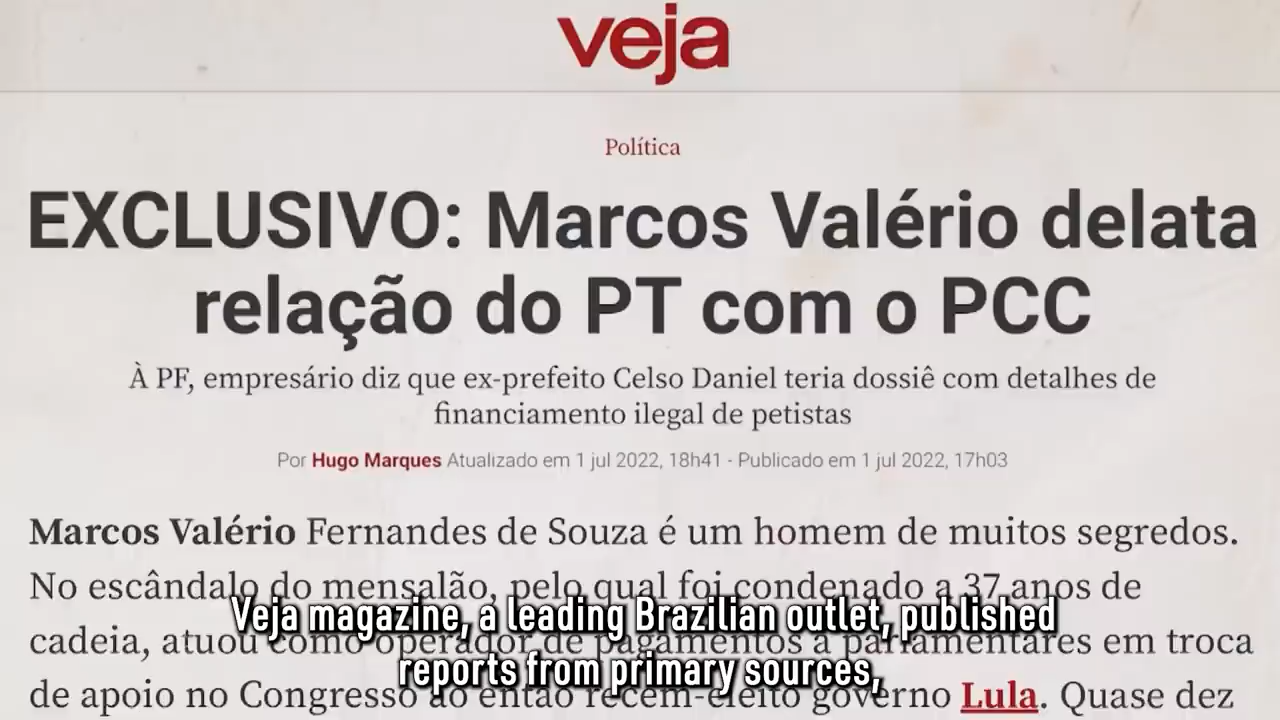 veja
Política
EXCLUSIVO: Marcos Valério delata
relação do PT com o PCC
À PF, empresário diz que ex-prefeito Celso Daniel teria dossiê com detalhes de
financiamento ilegal de petistas
Por Hugo Marques Atualizado em 1 jul 2022, 18h41 - Publicado em 1 jul 2022, 17h03
Marcos Valério Fernandes de Souza é um homem de muitos segredos.
No escândalo do mensalão, pelo qual foi condenado a 37 anos de
cadeia, atuou como operador de pagamentos a parlamentares em troca
de apoio no Congresso ao então recém-eleito governo Lula. Quase dez
Veja magazine, a leading Brazilian outlet, published
reports from primary sources,